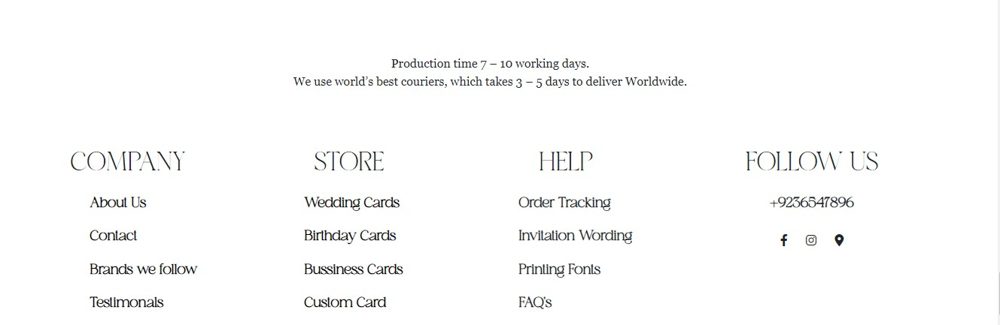 Production time 7 – 10 working days.
We use world's best couriers, which takes 3 – 5 days to deliver Worldwide.
COMPANY
About Us
Contact
Brands we follow
Testimonals
STORE
Wedding Cards
Birthday Cards
Bussiness Cards
Custom Card
HELP
Order Tracking
Invitation Wording
Printing Fonts
FAQ's
FOLLOW US
+9236547896